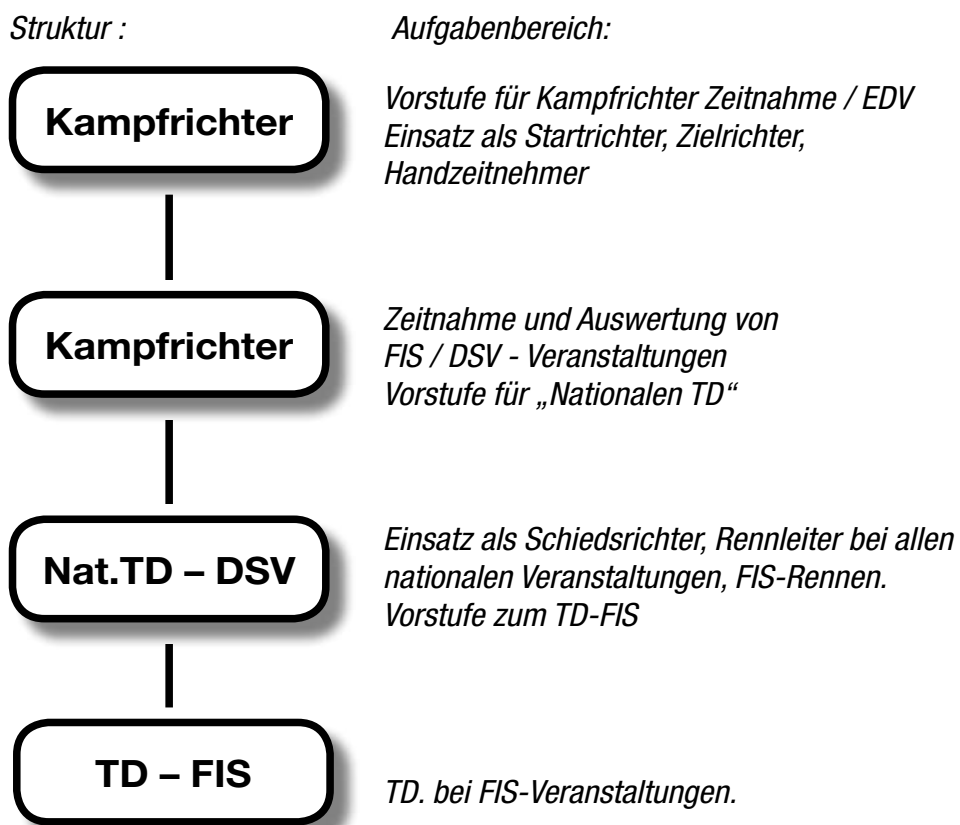 Struktur : Aufgabenbereich:
Kampfrichter
Vorstufe für Kampfrichter Zeitnahme / EDV
Einsatz als Startrichter, Zielrichter,
Handzeitnehmer
Kampfrichter
Zeitnahme und Auswertung von
FIS / DSV - Veranstaltungen
Vorstufe für „Nationalen TD“
Nat.TD – DSV
Einsatz als Schiedsrichter, Rennleiter bei allen
nationalen Veranstaltungen, FIS-Rennen.
Vorstufe zum TD-FIS
TD – FIS
TD. bei FIS-Veranstaltungen.